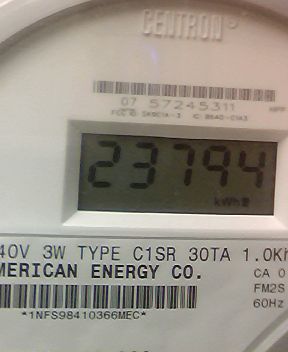 CENTRON®
07 57245311
23794
kWh
40V 3W TYPE C1SR 30TA 1.0Kh
MERICAN ENERGY CO.
CA 0
FM2S
60Hz
*1NFS98410366MEC*